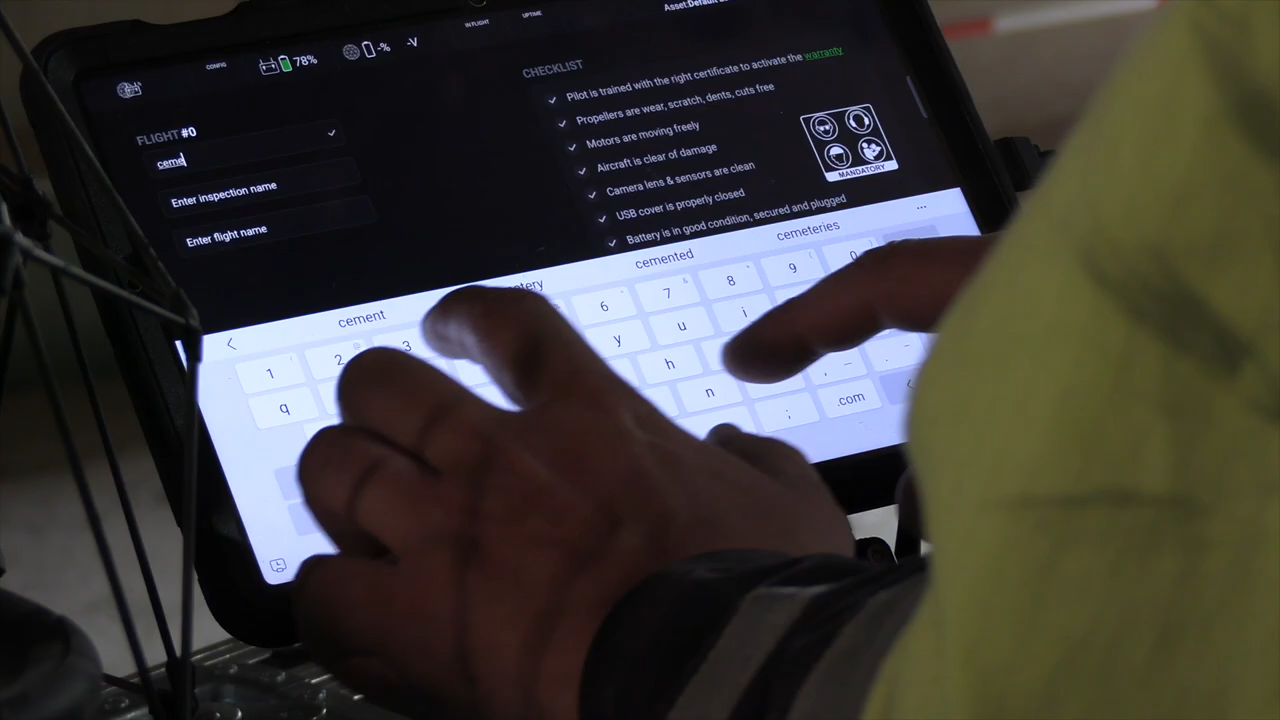 IN FLIGHT
UPTIME
Asset:Default
CONFIG
78%
-%
-V
FLIGHT #0
ceme
Enter inspection name
Enter flight name
CHECKLIST
Pilot is trained with the right certificate to activate the warranty
Propellers are wear, scratch, dents, cuts free
Motors are moving freely
Aircraft is clear of damage
Camera lens & sensors are clean
USB cover is properly closed
Battery is in good condition, secured and plugged
MANDATORY
cement
cemented
cemeteries
1 2 3 6 7 8 9 0
q y u i
h
n
; .com